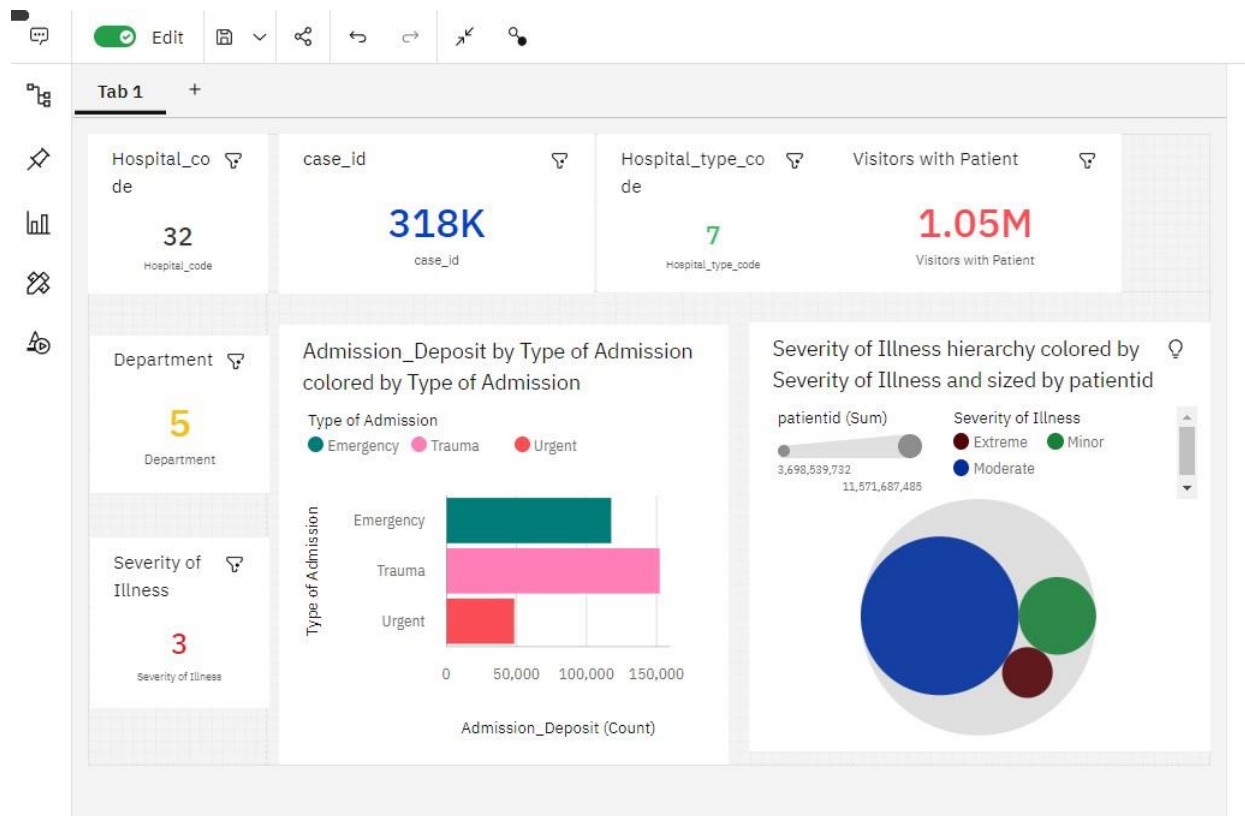 Edit
Tab 1 +
Hospital_co
de
32
Hospital_code
case_id
318K
case_id
Hospital_type_co
de
7
Hospital_type_code
Visitors with Patient
1.05M
Visitors with Patient
Department
5
Department
Severity of
Illness
3
Severity of Illness
Admission_Deposit by Type of Admission
colored by Type of Admission
Type of Admission
Emergency Trauma Urgent
Type of Admission
Emergency
Trauma
Urgent
0 50,000 100,000 150,000
Admission_Deposit (Count)
Severity of Illness hierarchy colored by
Severity of Illness and sized by patientid
patientid (Sum)
3,698,539,732
11,571,687,485
Severity of Illness
Extreme Minor
Moderate